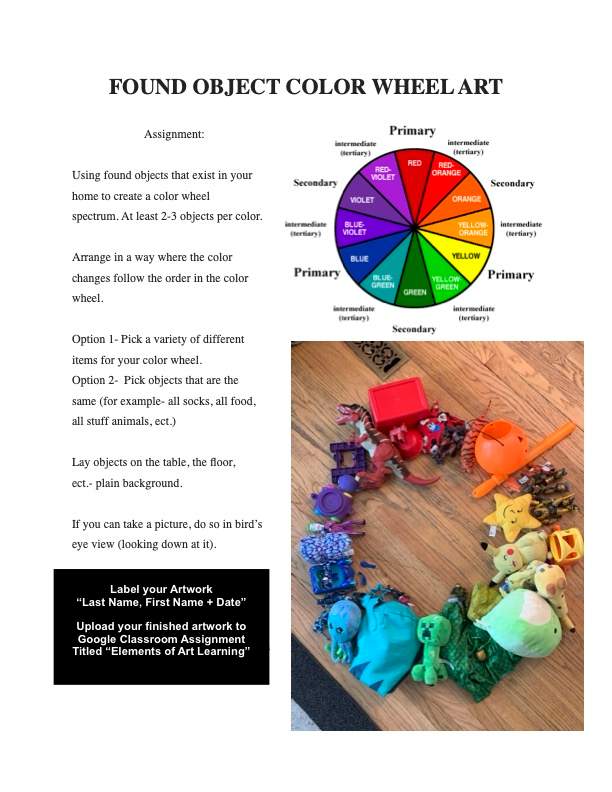 FOUND OBJECT COLOR WHEEL ART
Assignment:
Using found objects that exist in your
home to create a color wheel
spectrum. At least 2-3 objects per color.
Arrange in a way where the color
changes follow the order in the color
wheel.
Option 1- Pick a variety of different
items for your color wheel.
Option 2-  Pick objects that are the
same (for example- all socks, all food,
all stuff animals, ect.)
Lay objects on the table, the floor,
ect.- plain background.
If you can take a picture, do so in bird’s
eye view (looking down at it).
Label your Artwork
“Last Name, First Name + Date”
Upload your finished artwork to
Google Classroom Assignment
Titled “Elements of Art Learning”
Primary
intermediate
(tertiary)
intermediate
(tertiary)
Secondary
Secondary
intermediate
(tertiary)
intermediate
(tertiary)
Primary
Primary
intermediate
(tertiary)
intermediate
(tertiary)
Secondary
RED
RED-
ORANGE
ORANGE
YELLOW-
ORANGE
YELLOW
YELLOW-
GREEN
GREEN
BLUE-
GREEN
BLUE
BLUE-
VIOLET
VIOLET
RED-
VIOLET